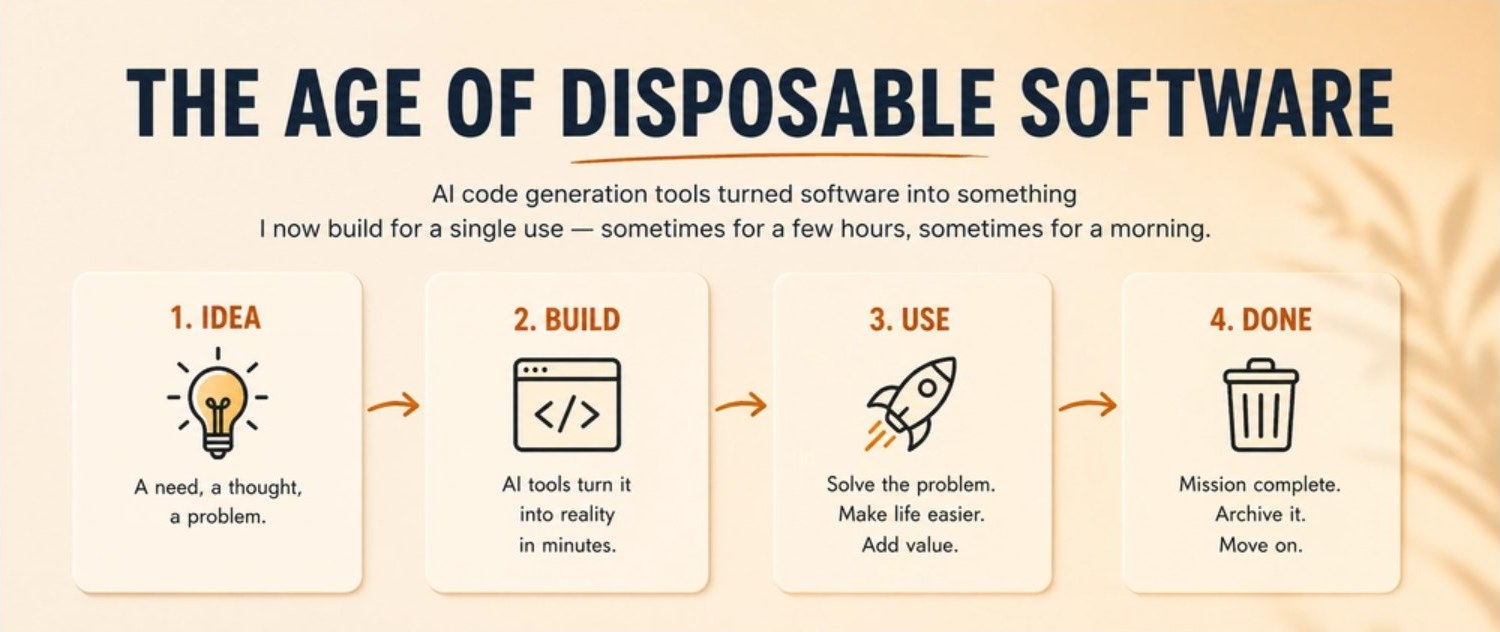 THE AGE OF DISPOSABLE SOFTWARE
AI code generation tools turned software into something
I now build for a single use — sometimes for a few hours, sometimes for a morning.
1. IDEA
A need, a thought,
a problem.
2. BUILD
</>
AI tools turn it
into reality
in minutes.
3. USE
Solve the problem.
Make life easier.
Add value.
4. DONE
Mission complete.
Archive it.
Move on.